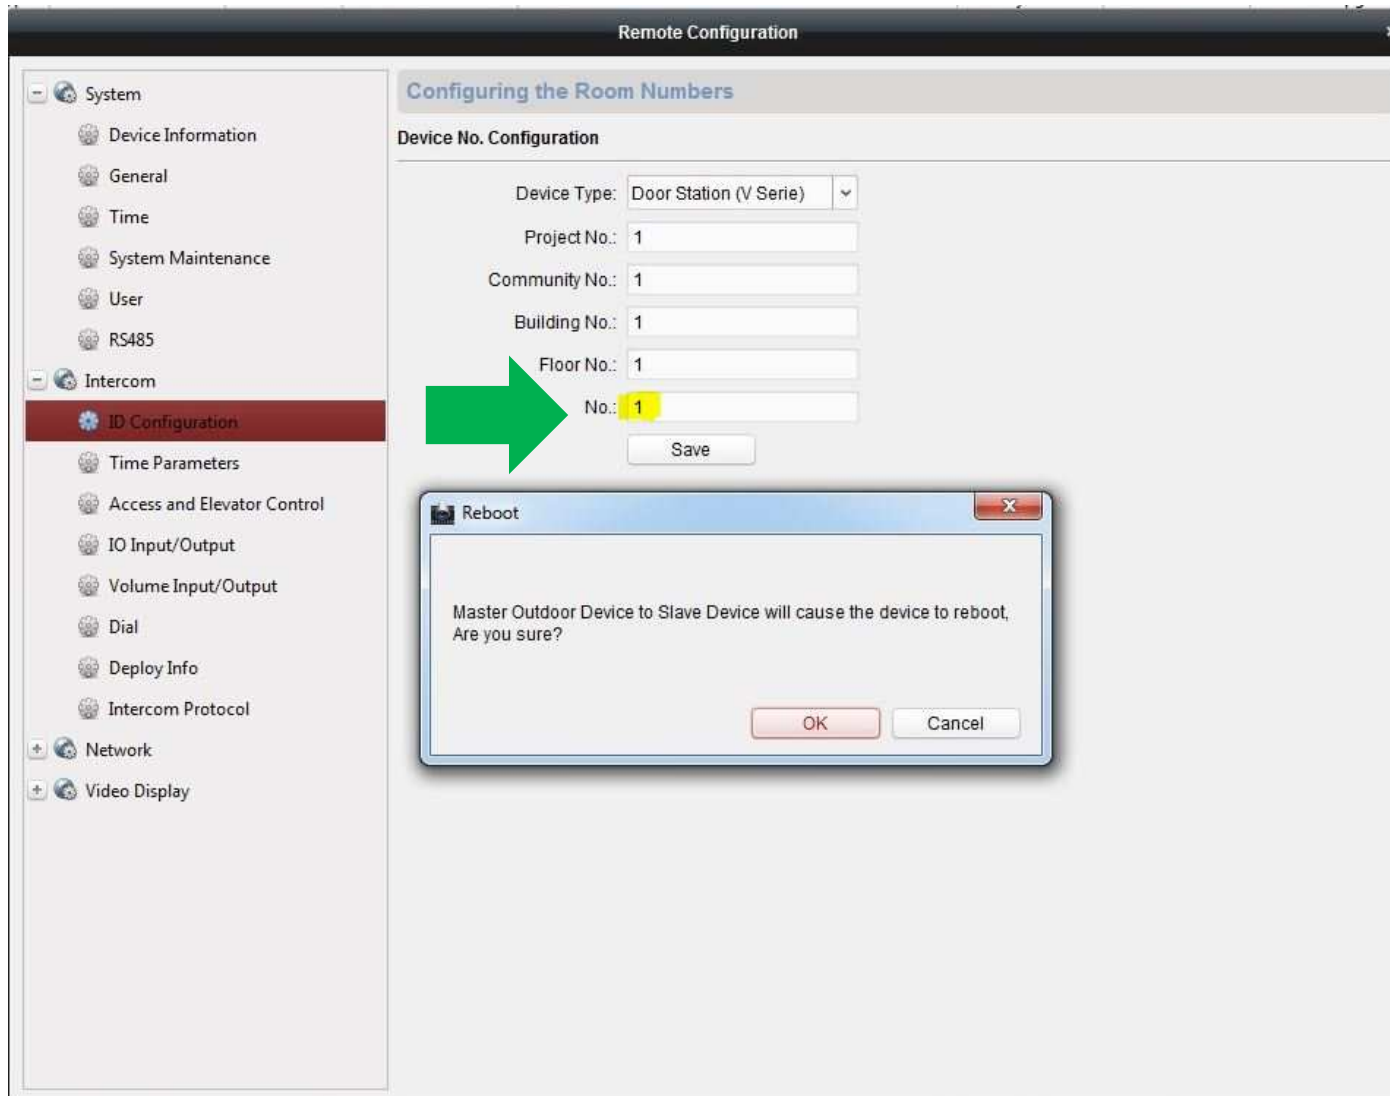 Remote Configuration
System
Device Information
General
Time
System Maintenance
User
RS485
Intercom
ID Configuration
Time Parameters
Access and Elevator Control
IO Input/Output
Volume Input/Output
Dial
Deploy Info
Intercom Protocol
Network
Video Display
Configuring the Room Numbers
Device No. Configuration
Device Type: Door Station (V Serie)
Project No.: 1
Community No.: 1
Building No.: 1
Floor No.: 1
No.: 1
Save
Reboot
Master Outdoor Device to Slave Device will cause the device to reboot,
Are you sure?
OK Cancel